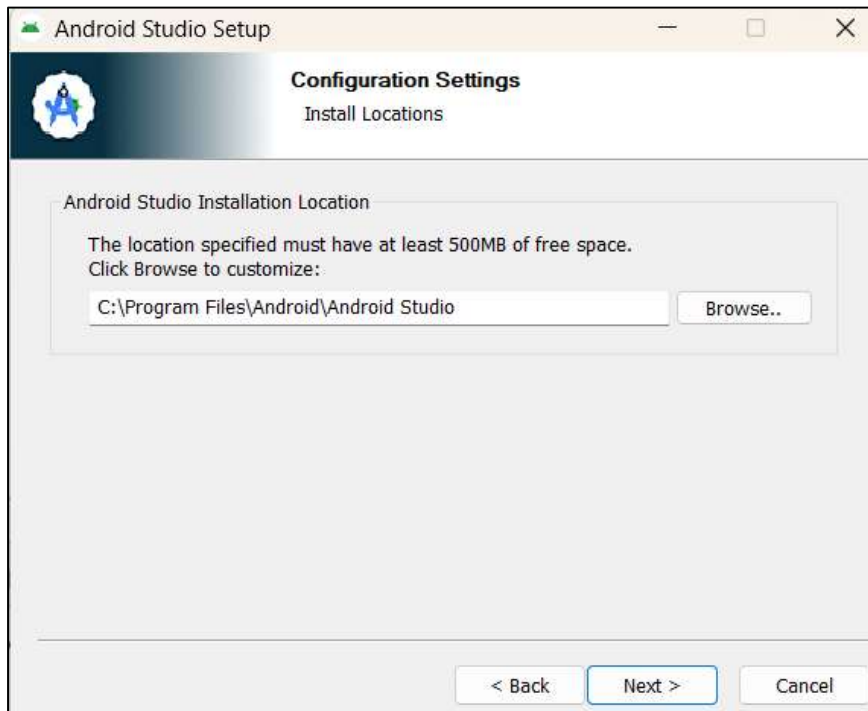 Android Studio Setup
Configuration Settings
Install Locations
Android Studio Installation Location
The location specified must have at least 500MB of free space.
Click Browse to customize:
C:\Program Files\Android\Android Studio
Browse..
< Back
Next >
Cancel